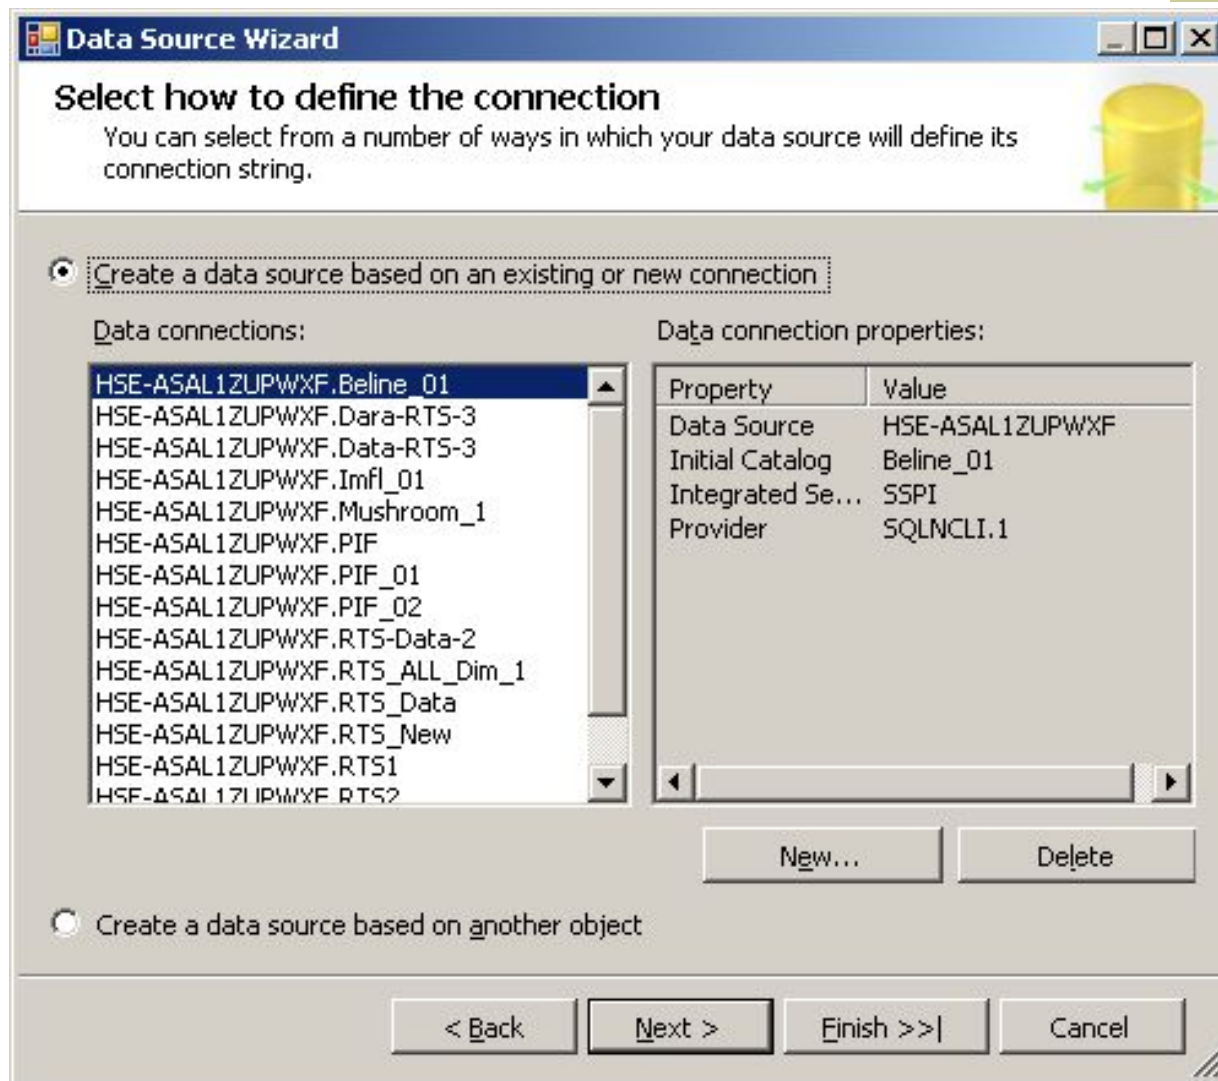 Data Source Wizard
Select how to define the connection
You can select from a number of ways in which your data source will define its
connection string.
Create a data source based on an existing or new connection
Data connections:
HSE-ASAL1ZUPWXF.Beline_01
HSE-ASAL1ZUPWXF.Dara-RTS-3
HSE-ASAL1ZUPWXF.Data-RTS-3
HSE-ASAL1ZUPWXF.Imfl_01
HSE-ASAL1ZUPWXF.Mushroom_1
HSE-ASAL1ZUPWXF.PIF
HSE-ASAL1ZUPWXF.PIF_01
HSE-ASAL1ZUPWXF.PIF_02
HSE-ASAL1ZUPWXF.RTS-Data-2
HSE-ASAL1ZUPWXF.RTS_ALL_Dim_1
HSE-ASAL1ZUPWXF.RTS_Data
HSE-ASAL1ZUPWXF.RTS_New
HSE-ASAL1ZUPWXF.RTS1
HSE-ASAL1ZUPWXF.RTS2
Data connection properties:
Property Value
Data Source HSE-ASAL1ZUPWXF
Initial Catalog Beline_01
Integrated Se... SSPI
Provider SQLNCLI.1
New... Delete
Create a data source based on another object
< Back Next > Finish >>| Cancel